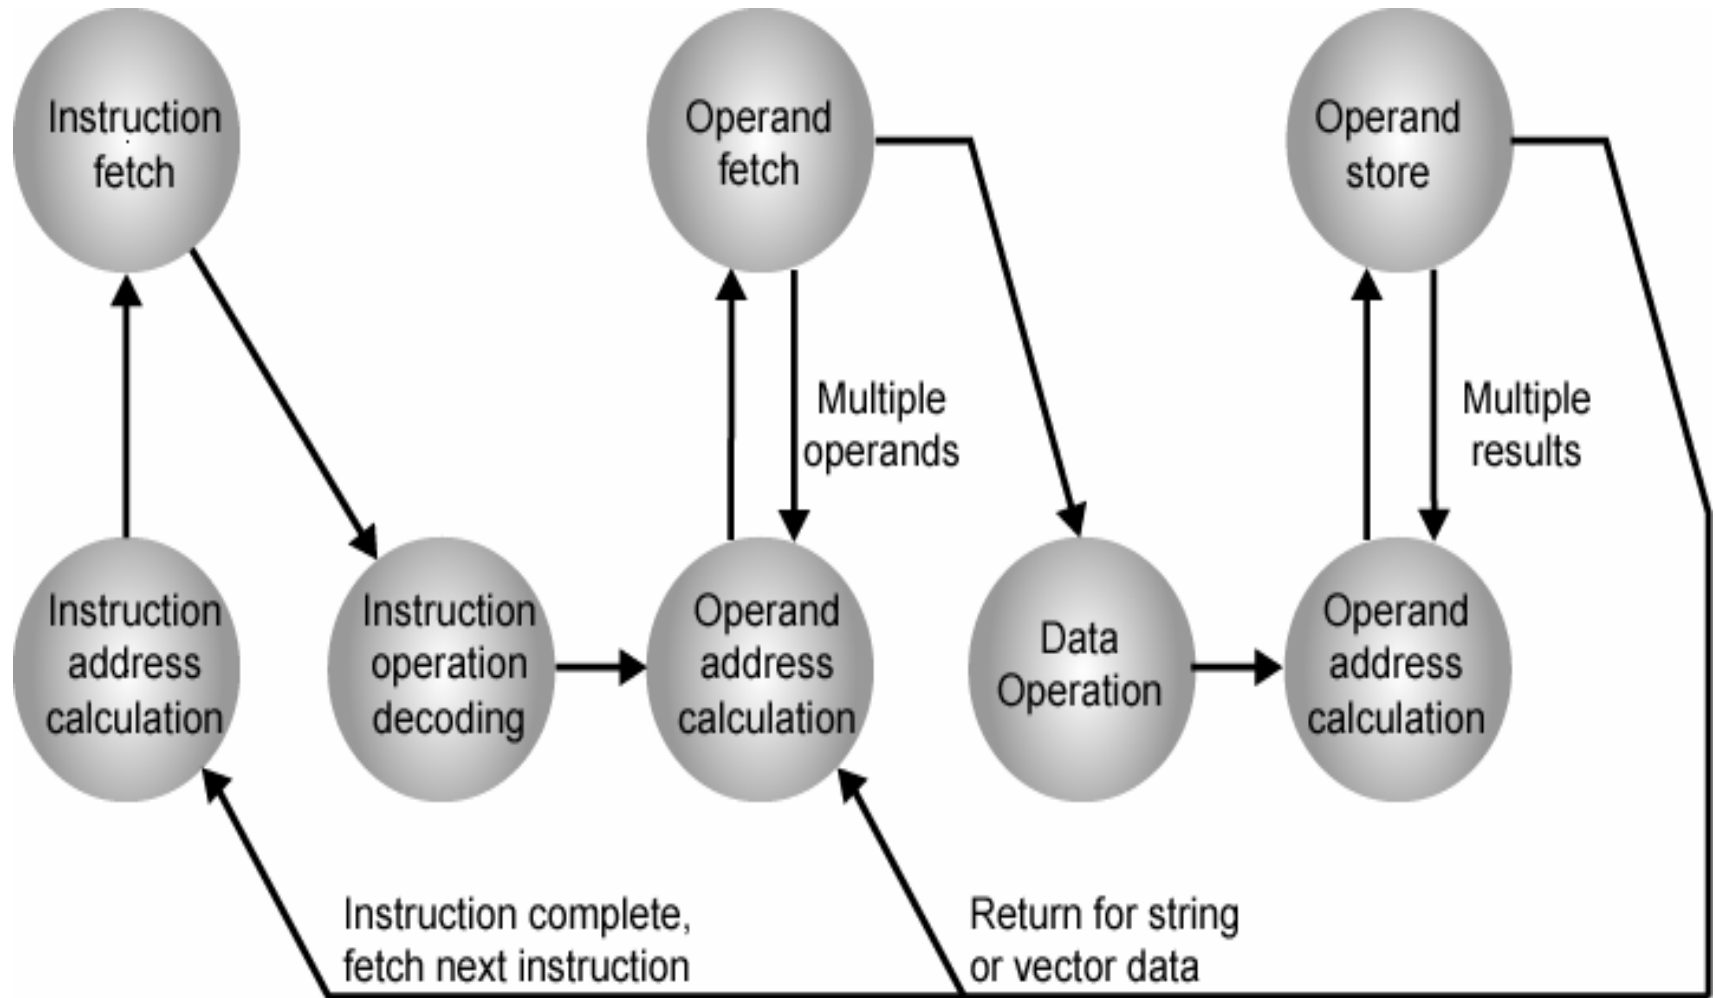 Instruction
fetch
Operand
fetch
Operand
store
Multiple
operands
Multiple
results
Instruction
address
calculation
Instruction
operation
decoding
Operand
address
calculation
Data
Operation
Operand
address
calculation
Instruction complete,
fetch next instruction
Return for string
or vector data